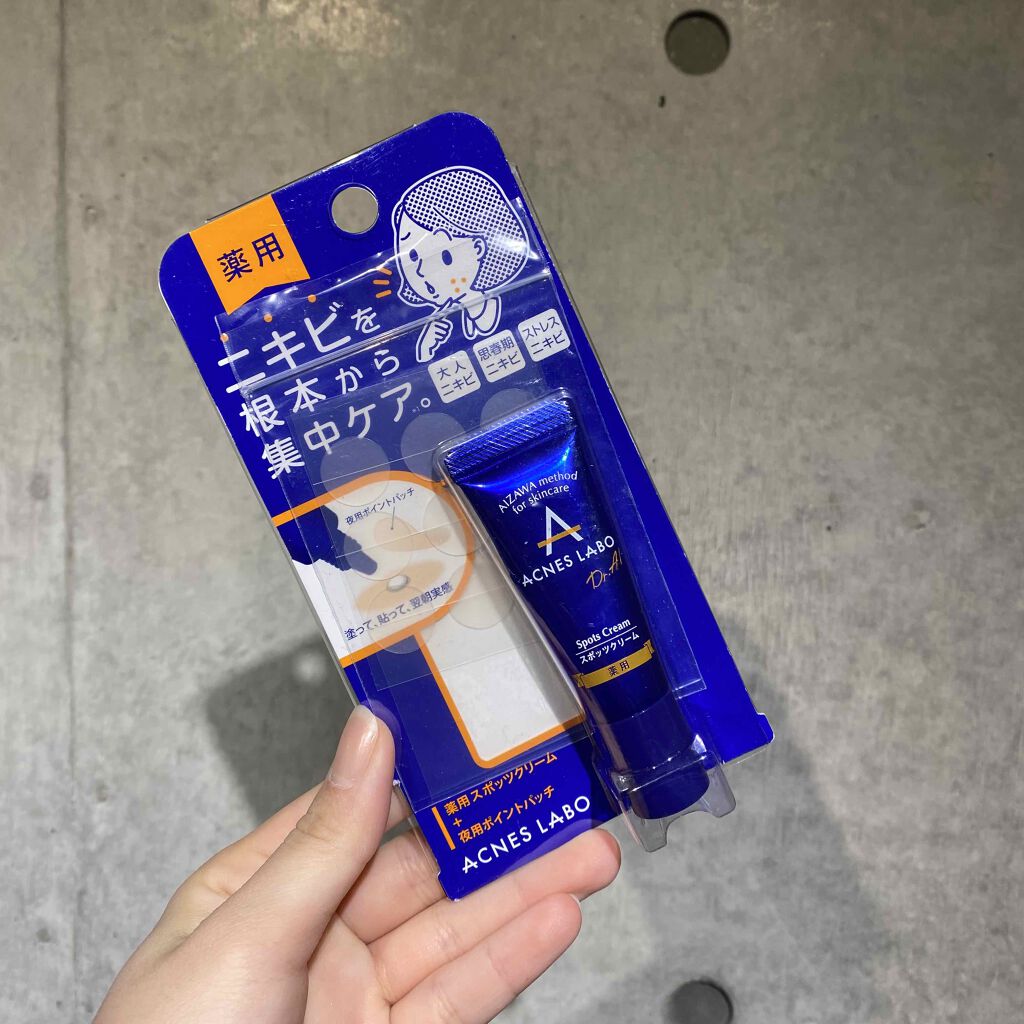 薬用
ニキビを
根本から
集中ケア。
大人
ニキビ
思春期
ニキビ
ストレス
ニキビ
夜用ポイントパッチ
塗って、貼って、翌朝実感
AIZAWA method
for skincare
A
ACNES LABO
Spots Cream
スポッツクリーム
薬用
薬用スポッツクリーム
+
夜用ポイントパッチ
ACNES LABO